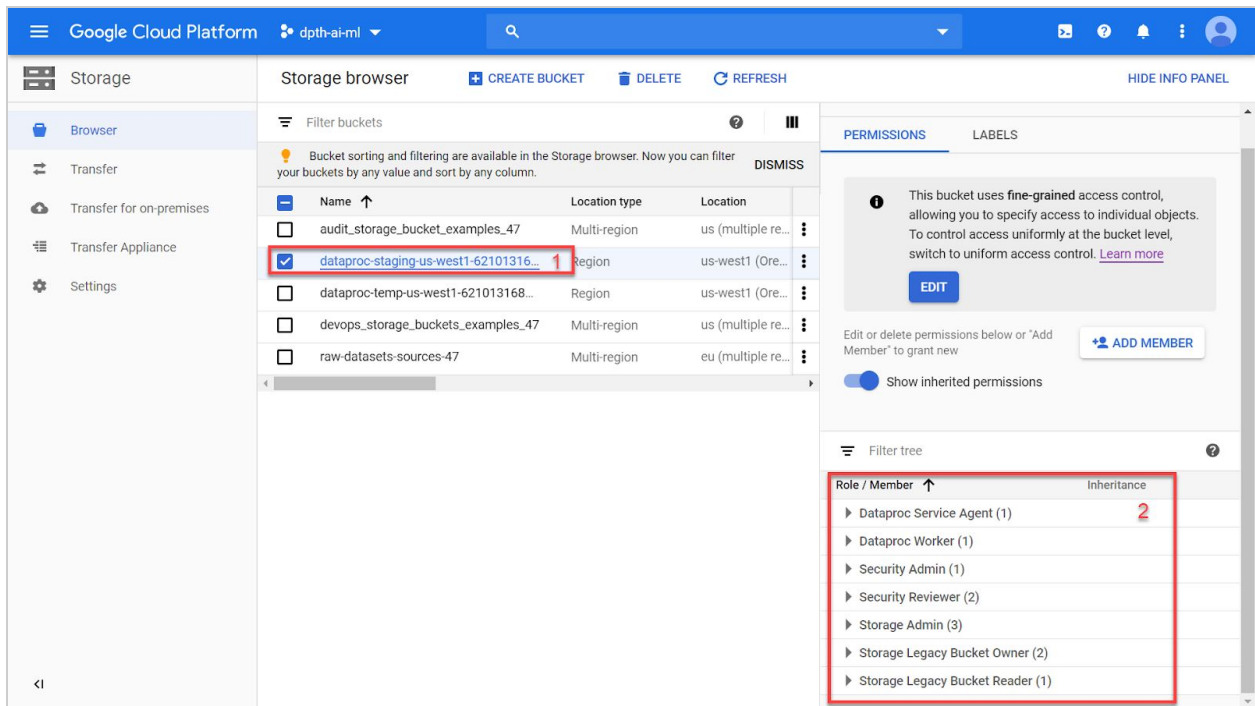 Google Cloud Platform dpth-ai-ml
Storage
Storage browser CREATE BUCKET DELETE REFRESH HIDE INFO PANEL
Browser
Transfer
Transfer for on-premises
Transfer Appliance
Settings
Filter buckets
Bucket sorting and filtering are available in the Storage browser. Now you can filter
your buckets by any value and sort by any column.
DISMISS
Name Location type Location
audit_storage_bucket_examples_47 Multi-region us (multiple re...
dataproc-staging-us-west1-62101316... 1 Region us-west1 (Ore...
dataproc-temp-us-west1-621013168... Region us-west1 (Ore...
devops_storage_buckets_examples_47 Multi-region us (multiple re...
raw-datasets-sources-47 Multi-region eu (multiple re...
PERMISSIONS LABELS
This bucket uses fine-grained access control,
allowing you to specify access to individual objects.
To control access uniformly at the bucket level,
switch to uniform access control. Learn more
EDIT
Edit or delete permissions below or "Add
Member" to grant new
ADD MEMBER
Show inherited permissions
Filter tree
Role / Member Inheritance
2
Dataproc Service Agent (1)
Dataproc Worker (1)
Security Admin (1)
Security Reviewer (2)
Storage Admin (3)
Storage Legacy Bucket Owner (2)
Storage Legacy Bucket Reader (1)